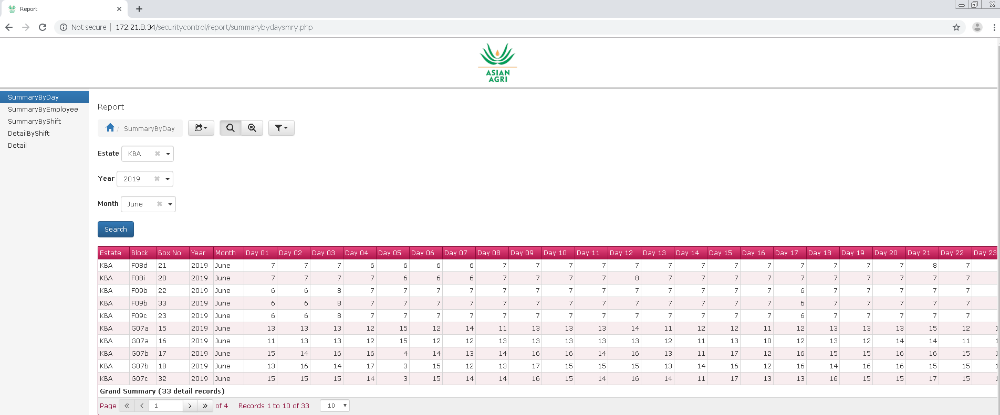 Report
Not secure | 172.21.8.34/securitycontrol/report/summarybydaysmry.php
ASIAN
AGRI
SummaryByDay
SummaryByEmployee
SummaryByShift
DetailByShift
Detail
Report
/ SummaryByDay
Estate KBA
Year 2019
Month June
Search
Estate Block Box No Year Month Day 01 Day 02 Day 03 Day 04 Day 05 Day 06 Day 07 Day 08 Day 09 Day 10 Day 11 Day 12 Day 13 Day 14 Day 15 Day 16 Day 17 Day 18 Day 19 Day 20 Day 21 Day 22 Day 23
KBA F08d 21 2019 June 7 7 7 6 6 6 6 7 7 7 7 7 7 7 7 7 7 7 7 7 8 7
KBA F08i 20 2019 June 7 7 7 7 6 6 6 7 7 7 7 8 7 7 7 7 7 7 7 7 7 7
KBA F09b 22 2019 June 6 6 8 7 7 7 7 7 7 7 7 7 7 7 7 7 6 7 7 7 7 7
KBA F09b 33 2019 June 6 6 8 7 7 7 7 7 7 7 7 7 7 7 7 7 6 7 7 7 7 7
KBA F09c 23 2019 June 6 6 8 7 7 7 7 7 7 7 7 7 7 7 7 7 6 7 7 7 7 7
KBA G07a 15 2019 June 13 13 13 12 15 12 14 11 13 13 13 14 11 12 12 11 12 13 13 13 15 12 1
KBA G07a 16 2019 June 11 13 13 12 15 12 12 13 13 13 13 13 12 11 13 10 12 13 12 14 14 11 1
KBA G07b 17 2019 June 15 14 16 16 4 14 13 14 16 16 14 16 13 11 17 12 16 15 15 16 16 15 1
KBA G07b 18 2019 June 13 16 14 17 3 15 12 13 17 15 15 15 13 14 16 12 16 14 16 16 15 15 1
KBA G07c 32 2019 June 15 15 15 14 3 15 14 14 16 15 14 16 14 11 17 13 13 16 15 15 17 15 1
Grand Summary (33 detail records)
Page 1 of 4 Records 1 to 10 of 33 10